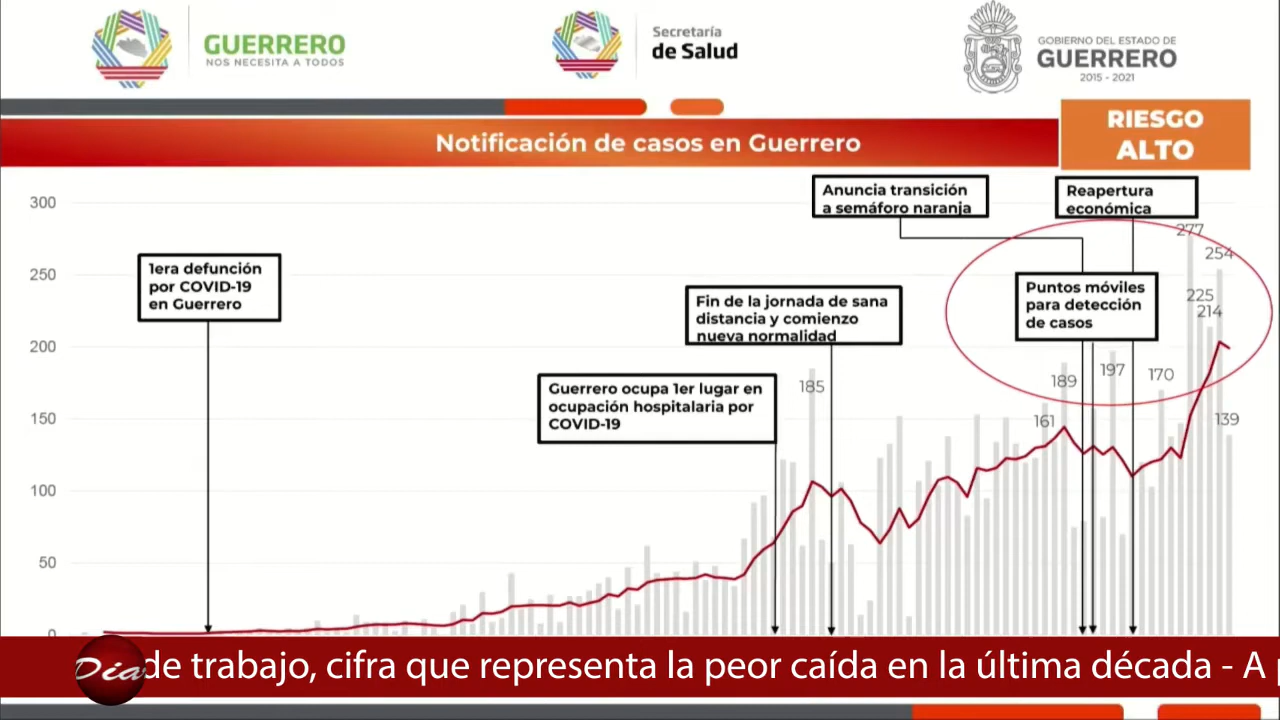 GUERRERO
NOS NECESITA A TODOS
Secretaría
de Salud
GOBIERNO DEL ESTADO DE
GUERRERO
2015 - 2021
Notificación de casos en Guerrero
RIESGO
ALTO
Anuncia transición
a semáforo naranja
Reapertura
económica
1era defunción
por COVID-19
en Guerrero
Fin de la jornada de sana
distancia y comienzo
nueva normalidad
Puntos móviles
para detección
de casos
Guerrero ocupa 1er lugar en
ocupación hospitalaria por
COVID-19
300
250
200
150
100
50
0
185
161
189
197
170
277
225
214
254
139
Dia
de trabajo, cifra que representa la peor caída en la última década - A